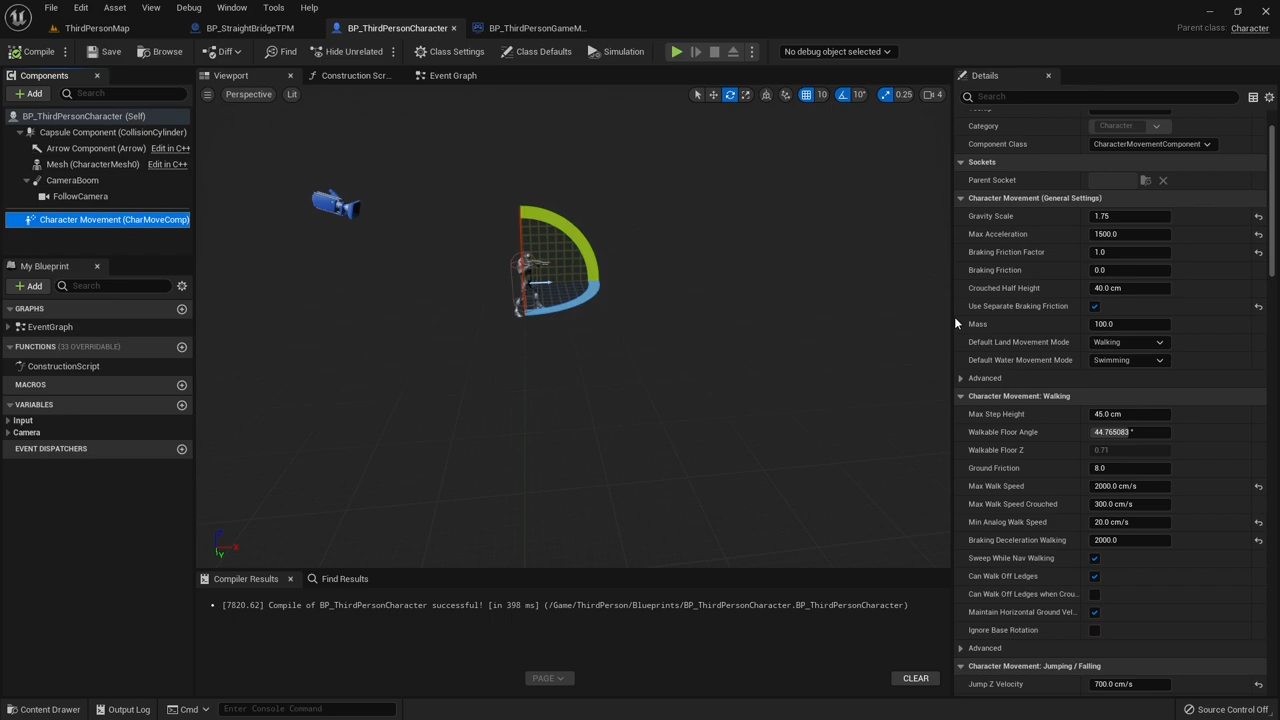 File Edit Asset View Debug Window Tools Help
ThirdPersonMap BP_StraightBridgeTPM BP_ThirdPersonCharacter BP_ThirdPersonGameM... Parent class: Character
Compile Save Browse Diff Find Hide Unrelated Class Settings Class Defaults Simulation No debug object selected
Components Viewport Construction Scr... Event Graph Details
Add Search Perspective Lit 10 10° 0.25 4 Search
BP_ThirdPersonCharacter (Self)
Capsule Component (CollisionCylinder)
Arrow Component (Arrow) Edit in C++
Mesh (CharacterMesh0) Edit in C++
CameraBoom
FollowCamera
Character Movement (CharMoveComp)
My Blueprint
Add Search
GRAPHS
EventGraph
FUNCTIONS (33 OVERRIDABLE)
ConstructionScript
MACROS
VARIABLES
Input
Camera
EVENT DISPATCHERS
Z X Y
Compiler Results Find Results
[7820.62] Compile of BP_ThirdPersonCharacter successful! [in 398 ms] (/Game/ThirdPerson/Blueprints/BP_ThirdPersonCharacter.BP_ThirdPersonCharacter)
PAGE CLEAR
Category Character
Component Class CharacterMovementComponent
Sockets
Parent Socket
Character Movement (General Settings)
Gravity Scale 1.75
Max Acceleration 1500.0
Braking Friction Factor 1.0
Braking Friction 0.0
Crouched Half Height 40.0 cm
Use Separate Braking Friction
Mass 100.0
Default Land Movement Mode Walking
Default Water Movement Mode Swimming
Advanced
Character Movement: Walking
Max Step Height 45.0 cm
Walkable Floor Angle 44.765083 °
Walkable Floor Z 0.71
Ground Friction 8.0
Max Walk Speed 2000.0 cm/s
Max Walk Speed Crouched 300.0 cm/s
Min Analog Walk Speed 20.0 cm/s
Braking Deceleration Walking 2000.0
Sweep While Nav Walking
Can Walk Off Ledges
Can Walk Off Ledges when Crou...
Maintain Horizontal Ground Vel...
Ignore Base Rotation
Advanced
Character Movement: Jumping / Falling
Jump Z Velocity 700.0 cm/s
Content Drawer Output Log Cmd Enter Console Command Source Control Off